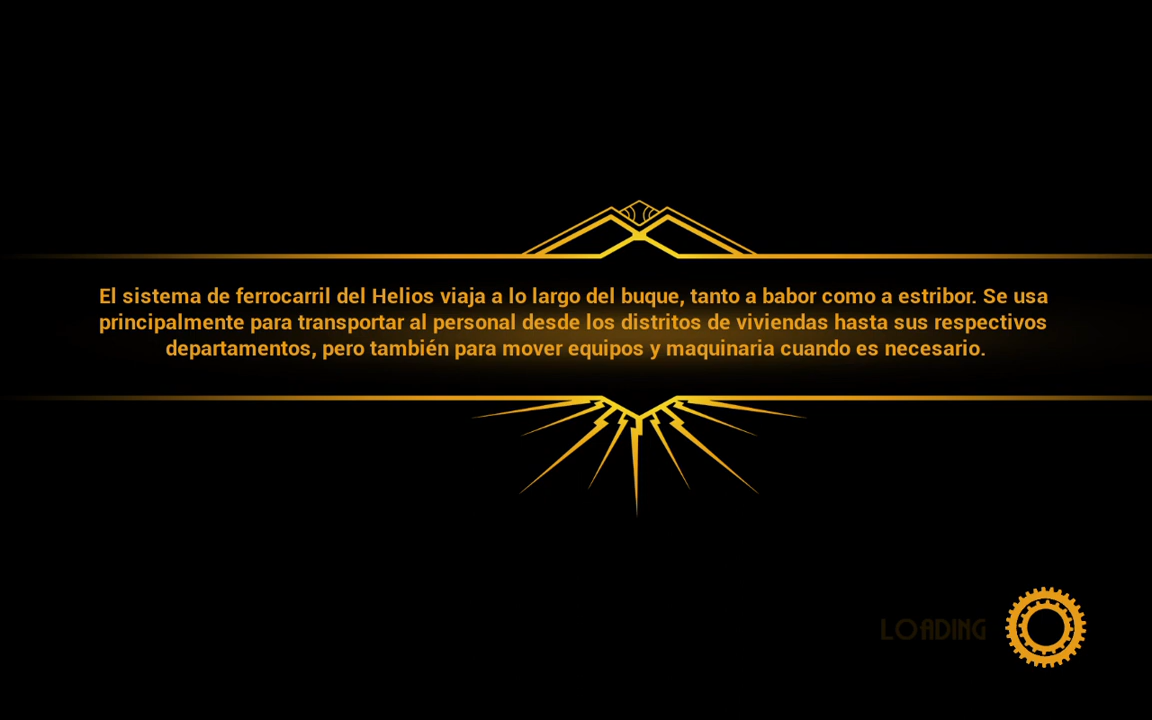 El sistema de ferrocarril del Helios viaja a lo largo del buque, tanto a babor como a estribor. Se usa
principalmente para transportar al personal desde los distritos de viviendas hasta sus respectivos
departamentos, pero también para mover equipos y maquinaria cuando es necesario.
LOADING